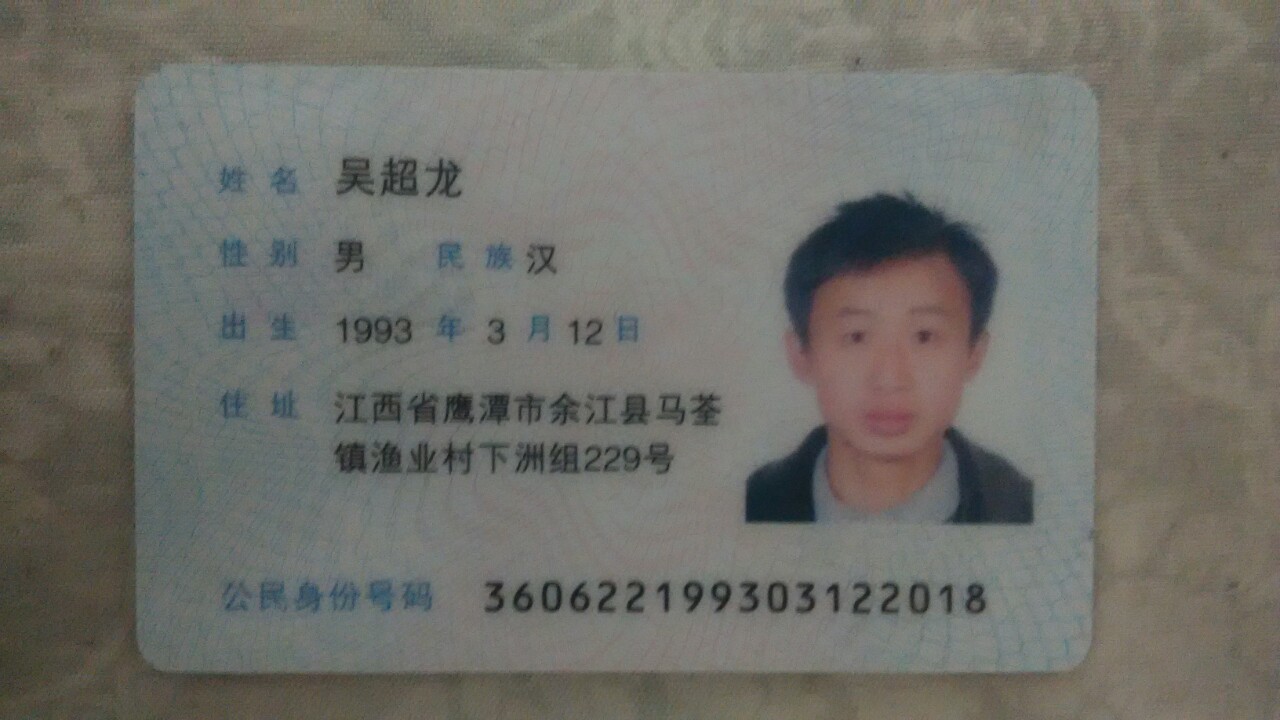 姓名 吴超龙
性别 男 民族 汉
出生 1993 年 3 月 12 日
住址 江西省鹰潭市余江县马荃
镇渔业村下洲组229号
公民身份号码 360622199303122018